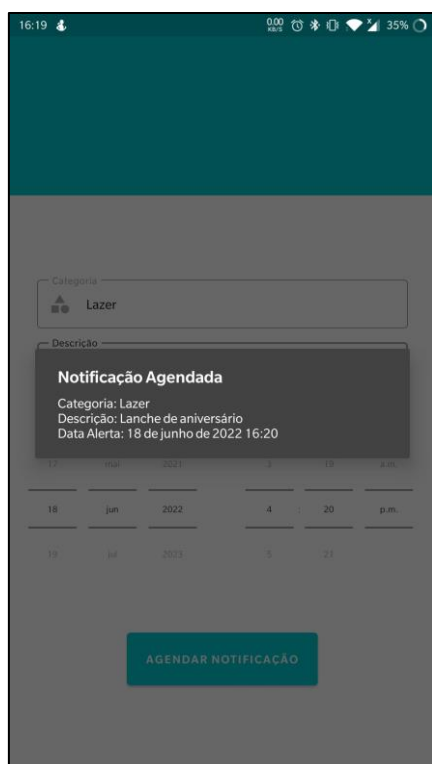 16:19 0.00 KB/S 35%
Categoria
Lazer
Descrição
Notificação Agendada
Categoria: Lazer
Descrição: Lanche de aniversário
Data Alerta: 18 de junho de 2022 16:20
17 mai 2021 3 19 a.m.
18 jun 2022 4 : 20 p.m.
19 jul 2023 5 21
AGENDAR NOTIFICAÇÃO